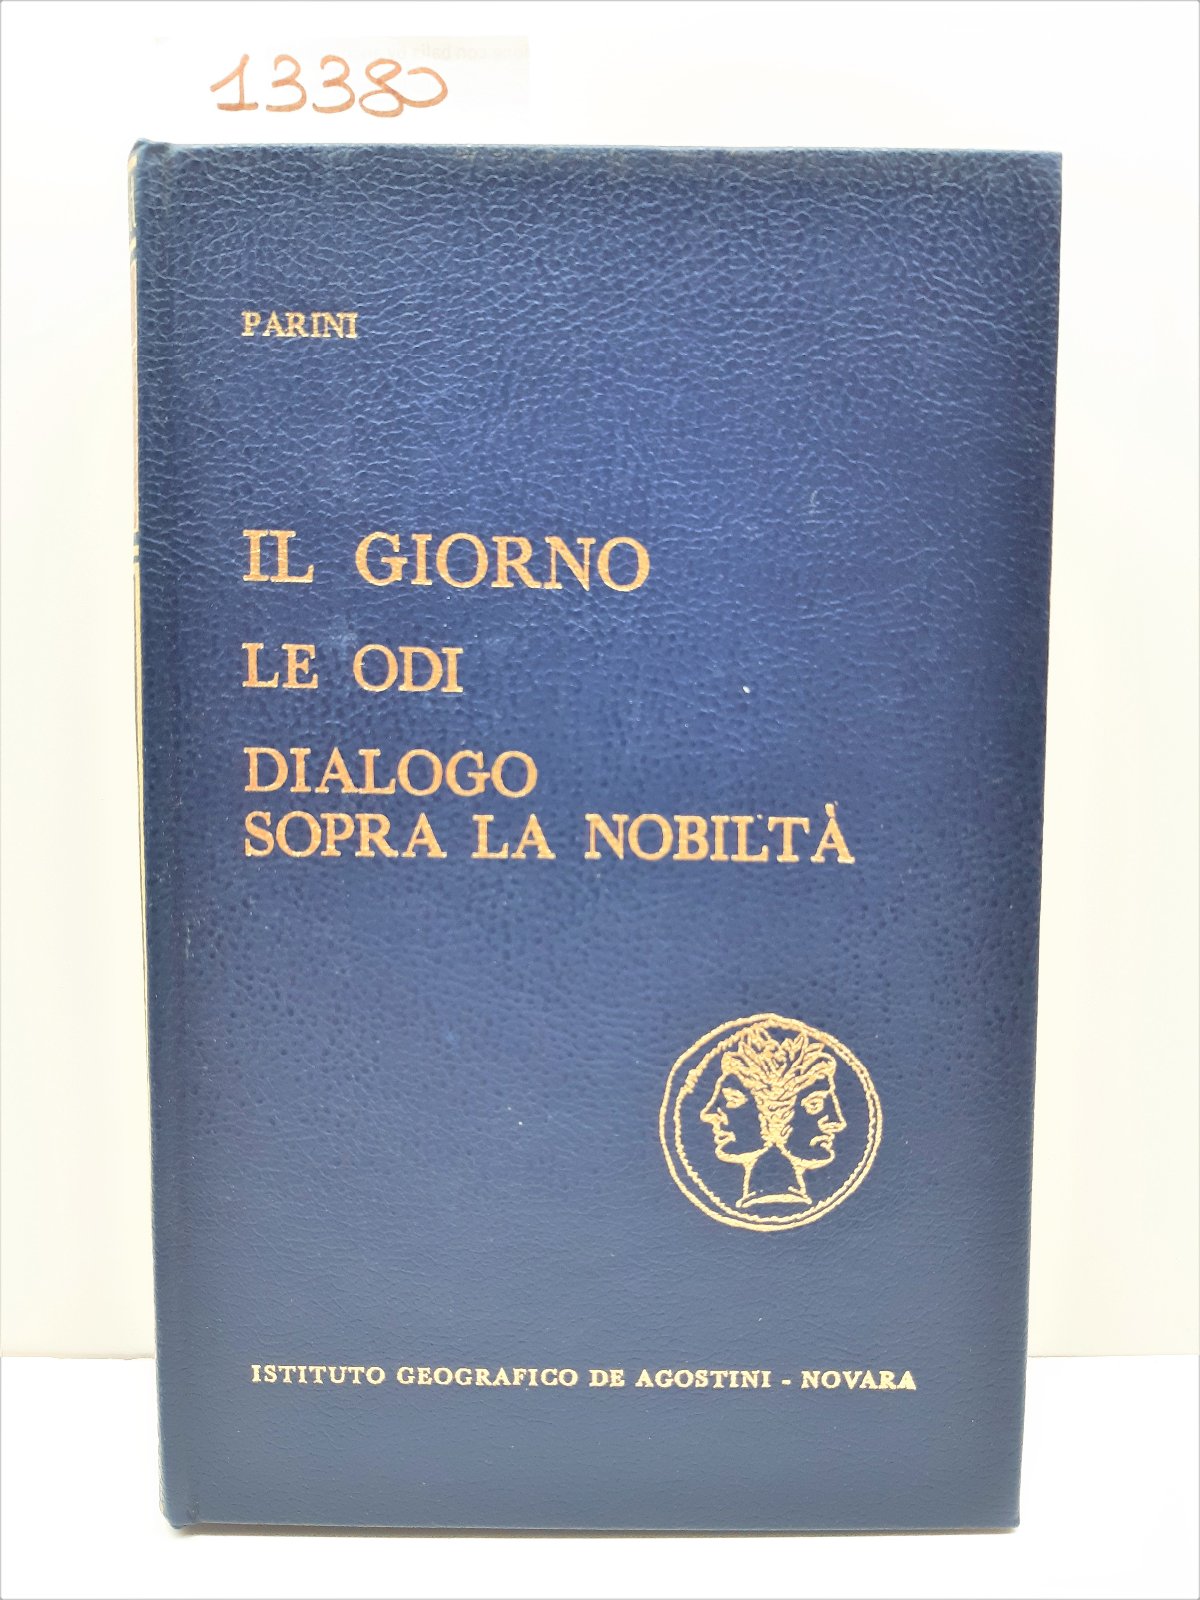 13380
PARINI
IL GIORNO
LE ODI
DIALOGO
SOPRA LA NOBILTÀ
ISTITUTO GEOGRAFICO DE AGOSTINI - NOVARA